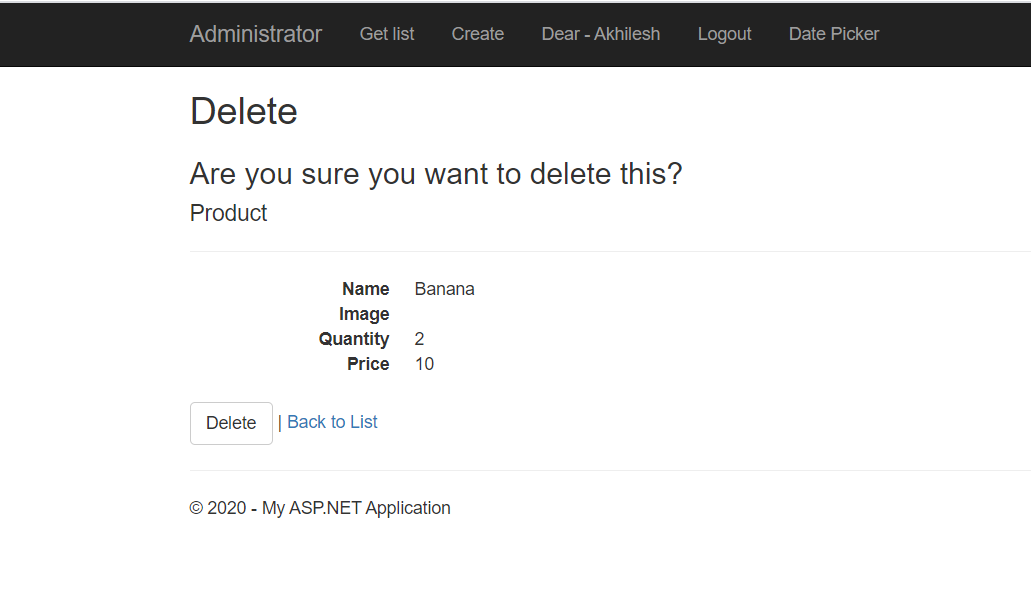 Administrator Get list Create Dear - Akhilesh Logout Date Picker
Delete
Are you sure you want to delete this?
Product
Name Banana
Image
Quantity 2
Price 10
Delete | Back to List
© 2020 - My ASP.NET Application